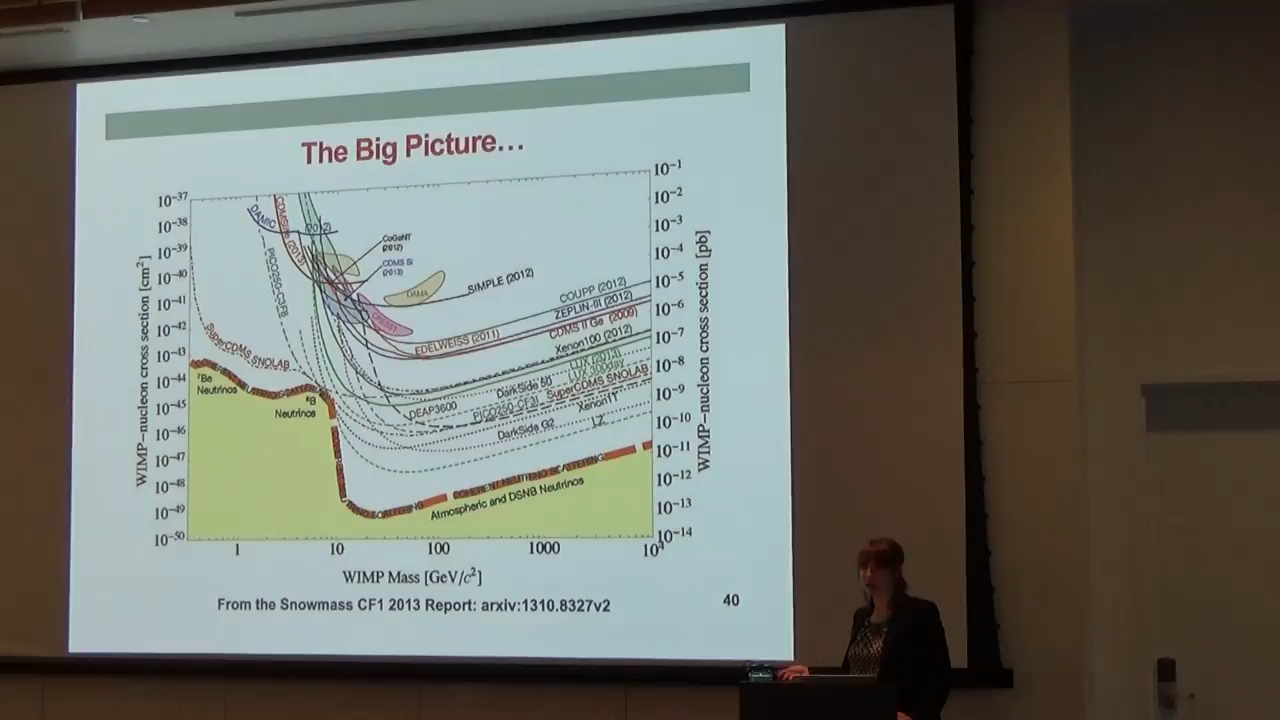 The Big Picture…
10−37
10−38
10−39
10−40
10−41
10−42
10−43
10−44
10−45
10−46
10−47
10−48
10−49
10−50
WIMP−nucleon cross section [cm2]
10−1
10−2
10−3
10−4
10−5
10−6
10−7
10−8
10−9
10−10
10−11
10−12
10−13
10−14
WIMP−nucleon cross section [pb]
DAMIC
(2012)
CDMSlite (2013)
PICO250-C3F8
CoGeNT
(2012)
CDMS Si
(2013)
DAMA
CRESST
SIMPLE (2012)
COUPP (2012)
ZEPLIN-III (2012)
CDMS II Ge (2009)
EDELWEISS (2011)
Xenon100 (2012)
LUX (2013)
LUX 300day
SuperCDMS SNOLAB
SuperCDMS SNOLAB
DarkSide 50
DEAP3600
PICO250-CF3I
Xenon1T
DarkSide G2
LZ
7Be
Neutrinos
8B
Neutrinos
COHERENT NEUTRINO SCATTERING
Atmospheric and DSNB Neutrinos
1
10
100
1000
104
WIMP Mass [GeV/c2]
From the Snowmass CF1 2013 Report: arxiv:1310.8327v2
40